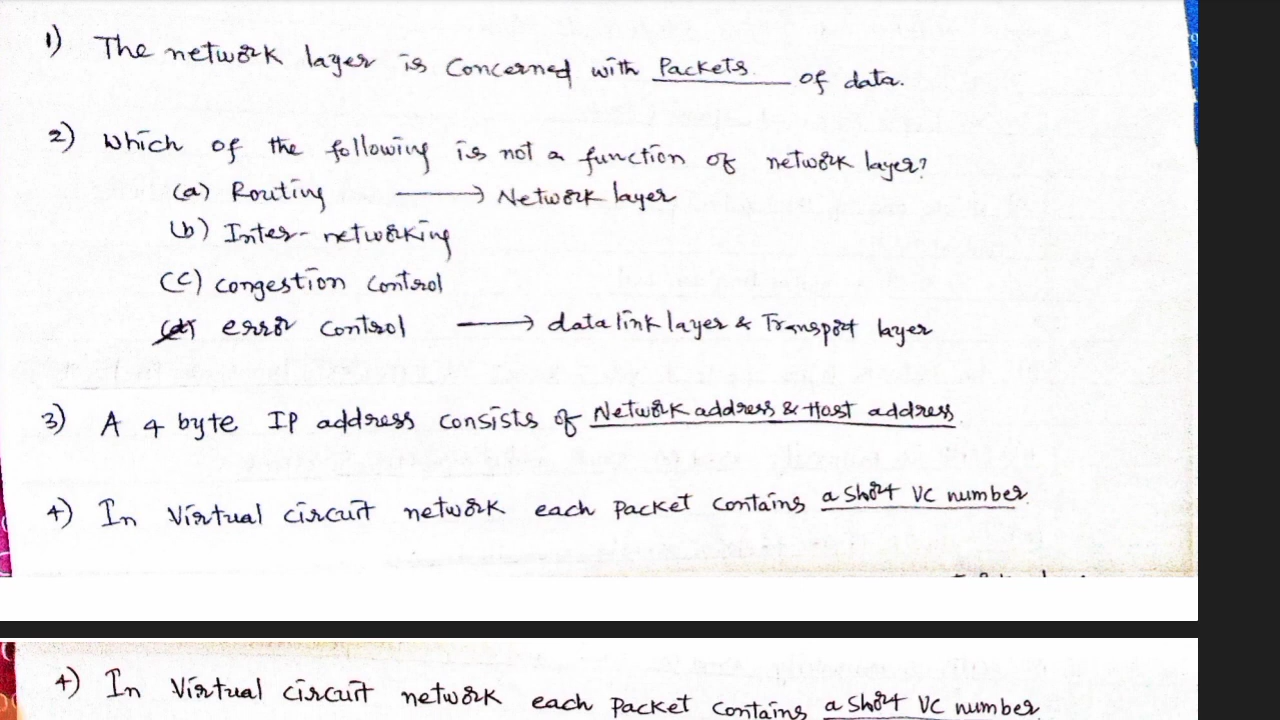 1) The network layer is concerned with Packets of data.
2) Which of the following is not a function of network layer?
(a) Routing → Network layer
(b) Inter-networking
(c) congestion control
(d) error control → data link layer & Transport layer
3) A 4 byte IP address consists of Network address & Host address.
4) In Virtual circuit network each packet contains a short VC number.
4) In Virtual circuit network each packet contains a short VC number